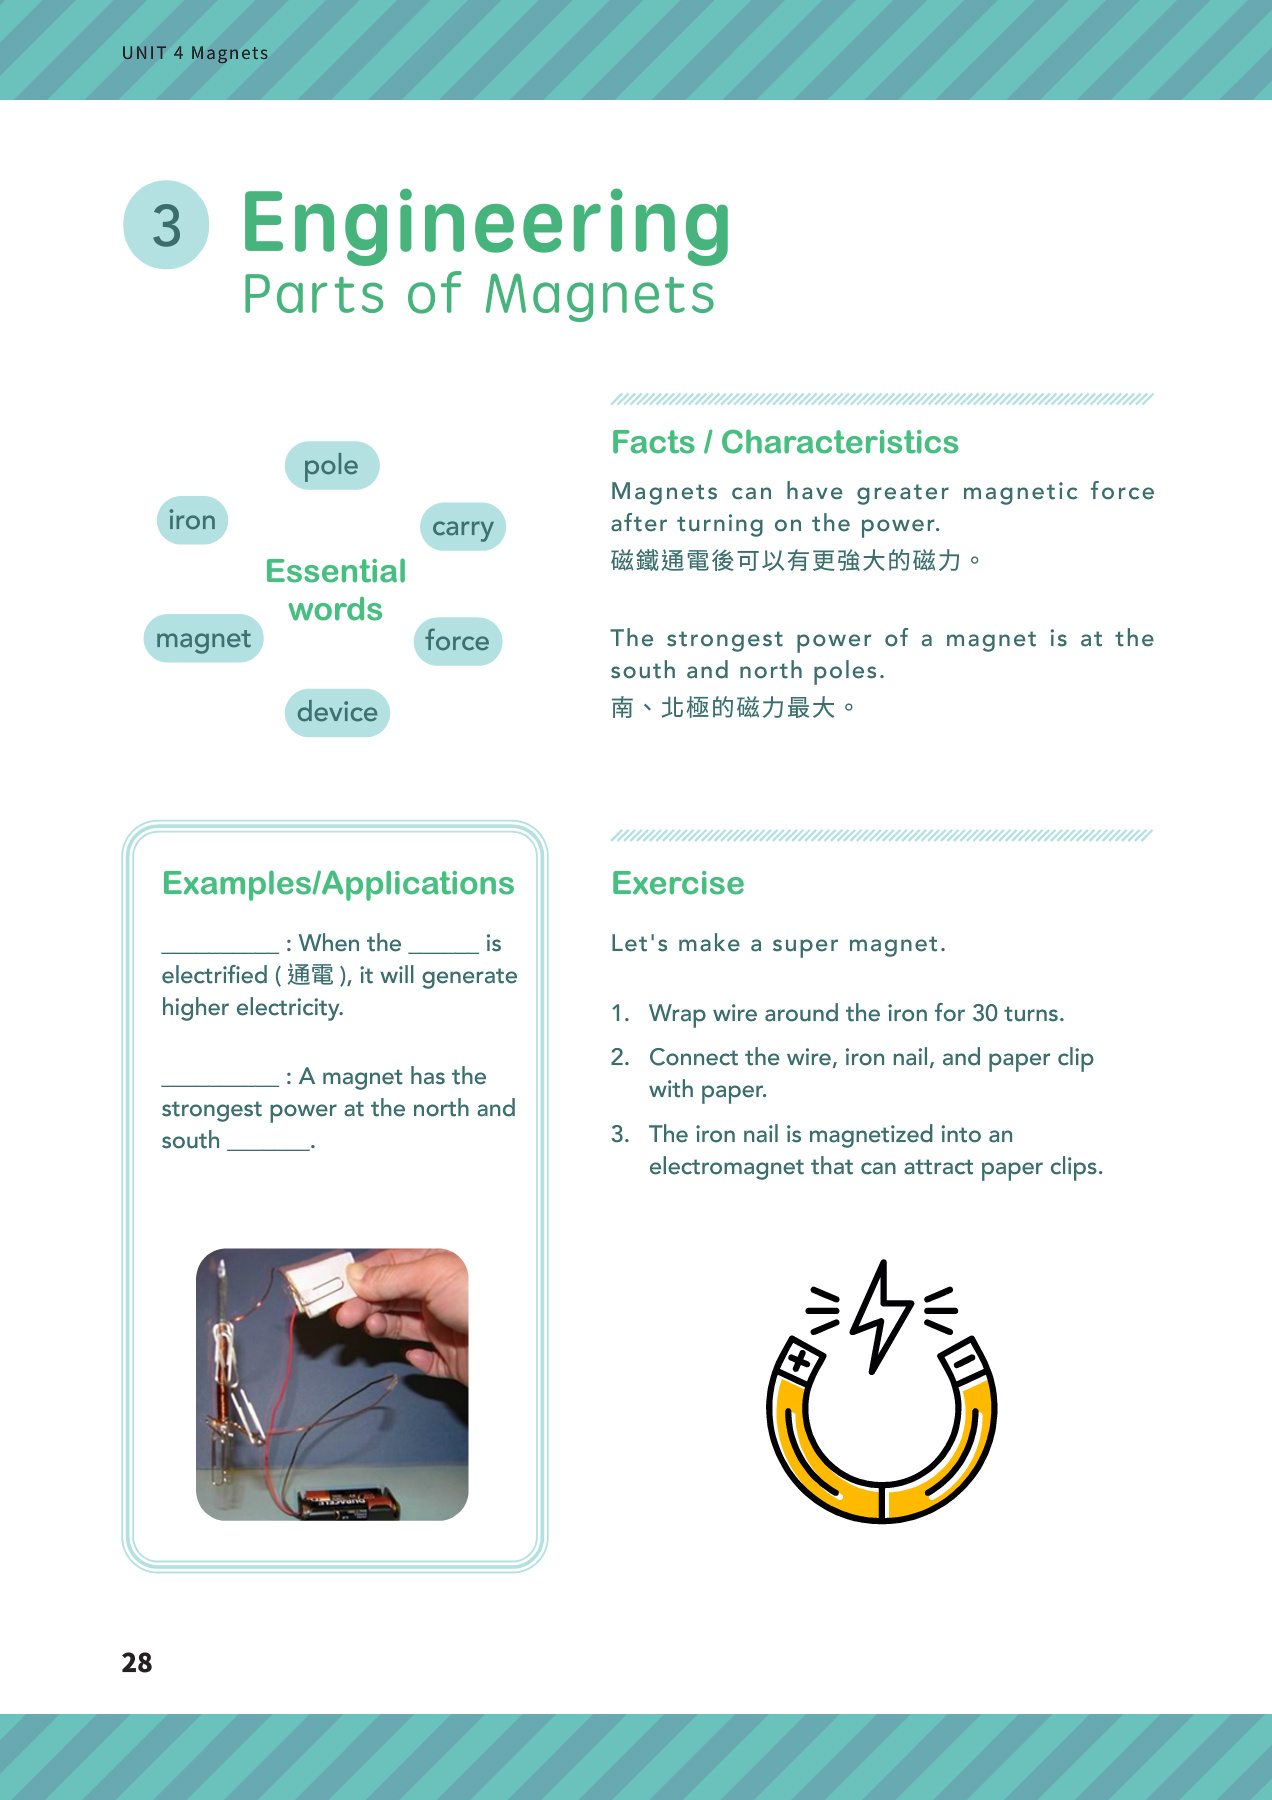 UNIT 4 Magnets
3
Engineering
Parts of Magnets
pole
iron
carry
Essential
words
magnet
force
device
Facts / Characteristics
Magnets can have greater magnetic force
after turning on the power.
磁鐵通電後可以有更強大的磁力。
The strongest power of a magnet is at the
south and north poles.
南、北極的磁力最大。
Examples/Applications
__________ : When the ______ is
electrified ( 通電 ), it will generate
higher electricity.
__________ : A magnet has the
strongest power at the north and
south _______.
DURACELL
Exercise
Let's make a super magnet.
1. Wrap wire around the iron for 30 turns.
2. Connect the wire, iron nail, and paper clip
with paper.
3. The iron nail is magnetized into an
electromagnet that can attract paper clips.
+
−
28